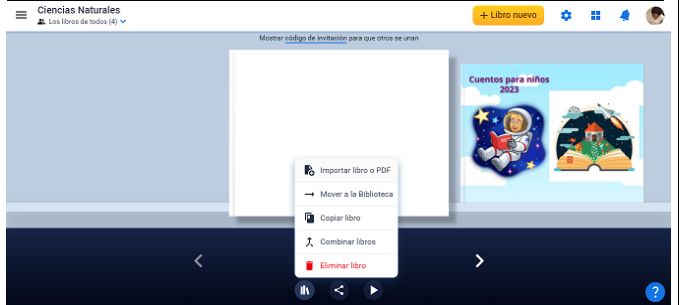 Ciencias Naturales
Los libros de todos (4)
+ Libro nuevo
Mostrar código de invitación para que otros se unan
Cuentos para niños
2023
Importar libro o PDF
Mover a la Biblioteca
Copiar libro
Combinar libros
Eliminar libro
?